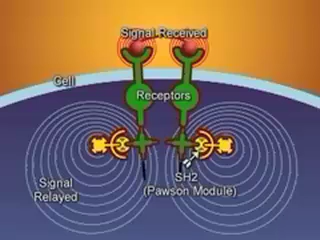 Signal Received
Cell
Receptors
SH2
(Pawson Module)
Signal
Relayed